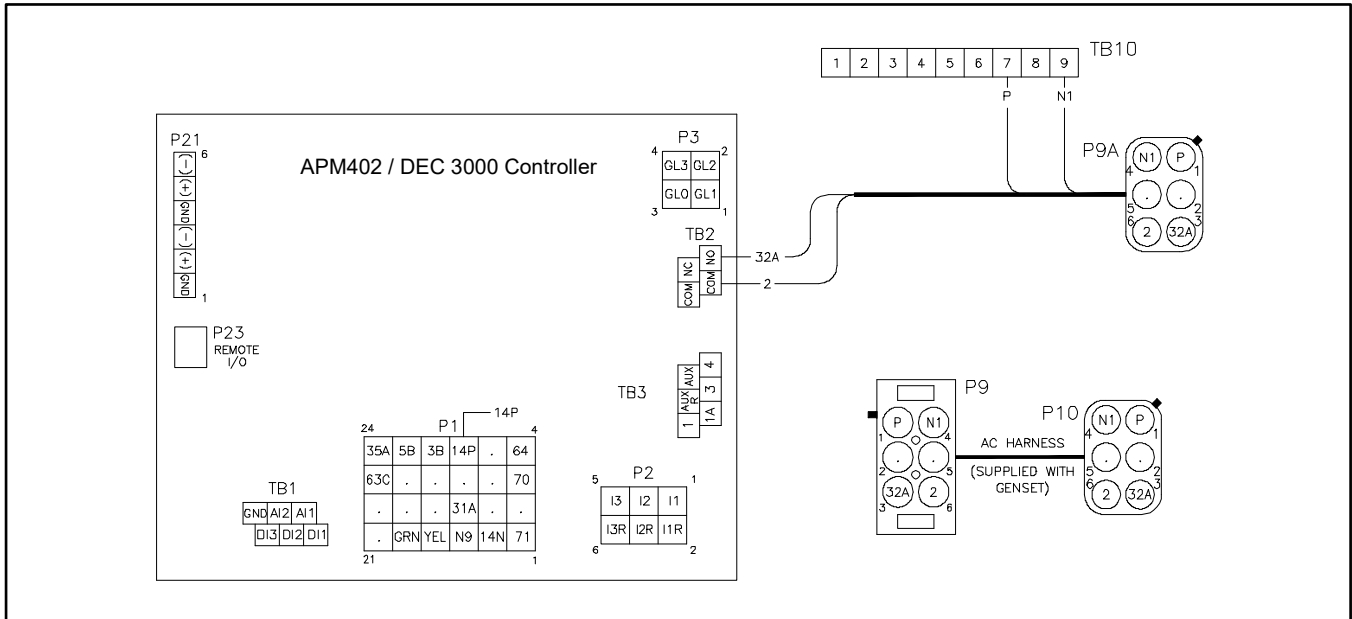 TB10
1 2 3 4 5 6 7 8 9
P N1
P9A
N1 P
4 1
. .
5 2
6 3
2 32A
APM402 / DEC 3000 Controller
P21
6
(−)
(+)
GND
(−)
(+)
GND
1
P23
REMOTE
I/O
P3
4 2
GL3 GL2
GL0 GL1
3 1
TB2
COM NC
COM NO
32A
2
TB3
1 AUX R AUX
1A 3 4
14P
P1
24 4
35A 5B 3B 14P . 64
63C . . . . 70
. . . 31A . .
. GRN YEL N9 14N 71
21 1
TB1
GND AI2 AI1
DI3 DI2 DI1
P2
5 1
I3 I2 I1
I3R I2R I1R
6 2
P9
P N1
1 4
. .
2 5
32A 2
3 6
AC HARNESS
(SUPPLIED WITH
GENSET)
P10
N1 P
4 1
. .
5 2
6 3
2 32A